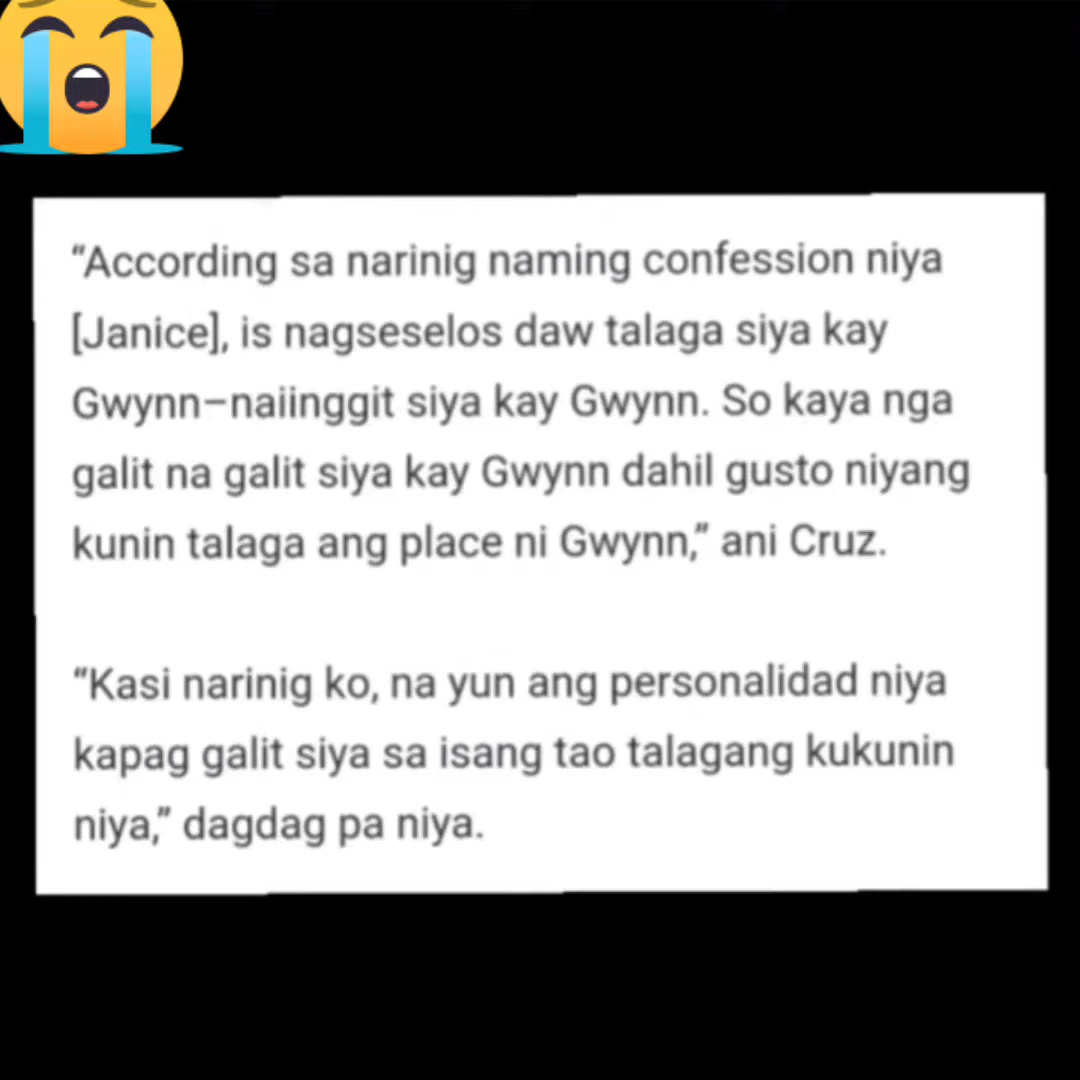 “According sa narinig naming confession niya
[Janice], is nagseselos daw talaga siya kay
Gwynn–naiinggit siya kay Gwynn. So kaya nga
galit na galit siya kay Gwynn dahil gusto niyang
kunin talaga ang place ni Gwynn,” ani Cruz.
“Kasi narinig ko, na yun ang personalidad niya
kapag galit siya sa isang tao talagang kukunin
niya,” dagdag pa niya.